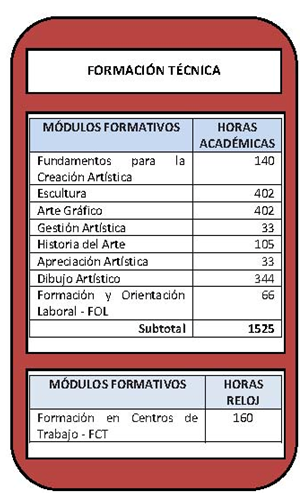 FORMACIÓN TÉCNICA
MÓDULOS FORMATIVOS HORAS
ACADÉMICAS
Fundamentos para la 140
Creación Artística
Escultura 402
Arte Gráfico 402
Gestión Artística 33
Historia del Arte 105
Apreciación Artística 33
Dibujo Artístico 344
Formación y Orientación 66
Laboral - FOL
Subtotal 1525
MÓDULOS FORMATIVOS HORAS
RELOJ
Formación en Centros de 160
Trabajo - FCT